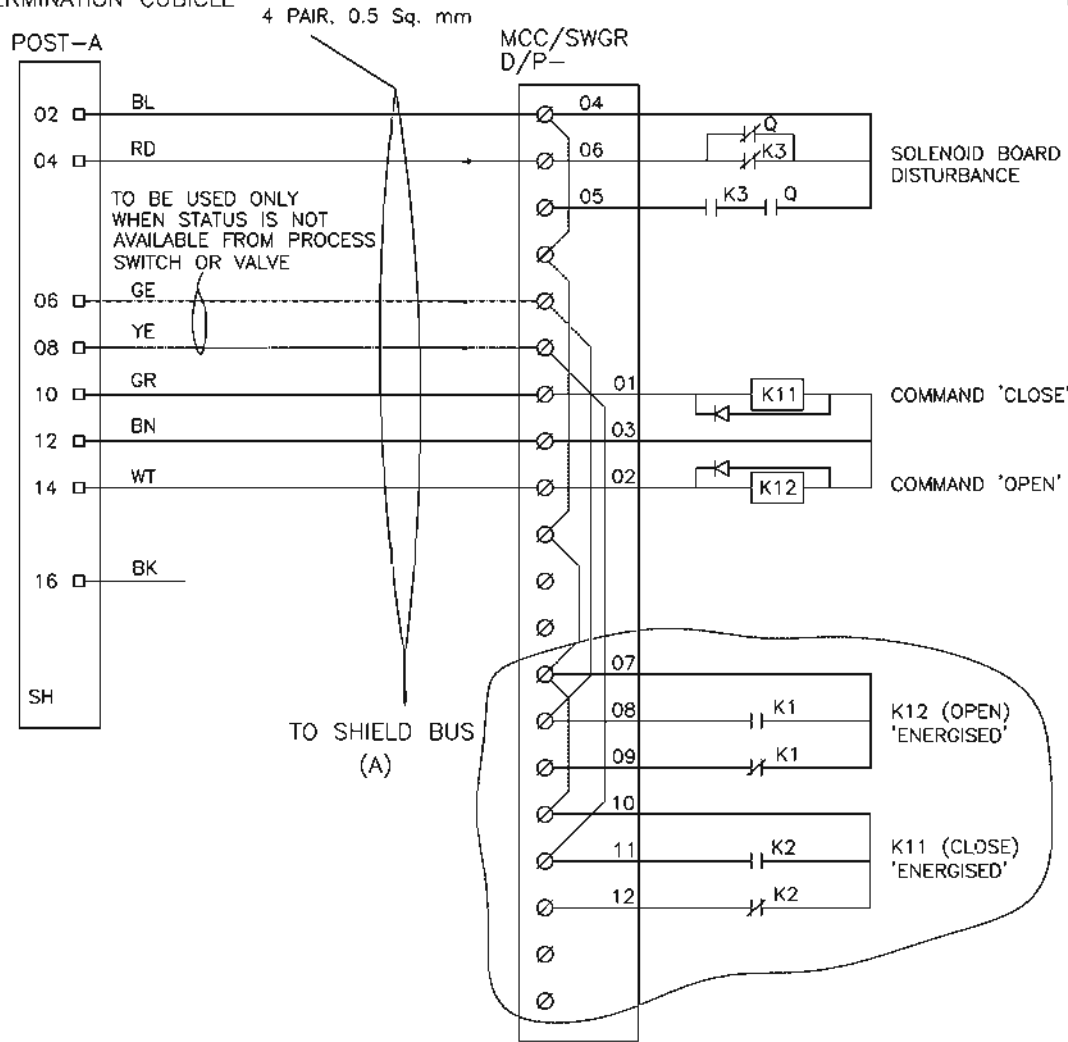 ERMINATION CUBICLE
4 PAIR, 0.5 Sq. mm
POST-A
MCC/SWGR
D/P-
02 BL 04
Q
04 RD 06 K3
SOLENOID BOARD
DISTURBANCE
05 K3 Q
TO BE USED ONLY
WHEN STATUS IS NOT
AVAILABLE FROM PROCESS
SWITCH OR VALVE
06 GE
08 YE
10 GR 01 K11 COMMAND 'CLOSE'
12 BN 03
14 WT 02 K12 COMMAND 'OPEN'
16 BK
SH
TO SHIELD BUS
(A)
07
08 K1
K12 (OPEN)
'ENERGISED'
09 K1
10
11 K2
K11 (CLOSE)
'ENERGISED'
12 K2